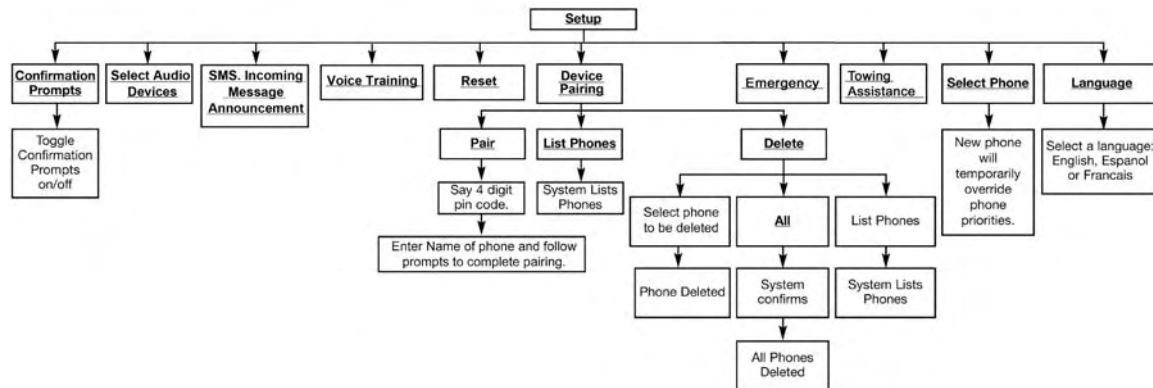 Setup
Confirmation
Prompts
Select Audio
Devices
SMS. Incoming
Message
Announcement
Voice Training
Reset
Device
Pairing
Emergency
Towing
Assistance
Select Phone
Language
Toggle
Confirmation
Prompts
on/off
Pair
List Phones
Delete
New phone
will
temporarily
override
phone
priorities.
Select a language:
English, Espanol
or Francais
Say 4 digit
pin code.
System Lists
Phones
Select phone
to be deleted
All
List Phones
Enter Name of phone and follow
prompts to complete pairing.
Phone Deleted
System
confirms
System Lists
Phones
All Phones
Deleted